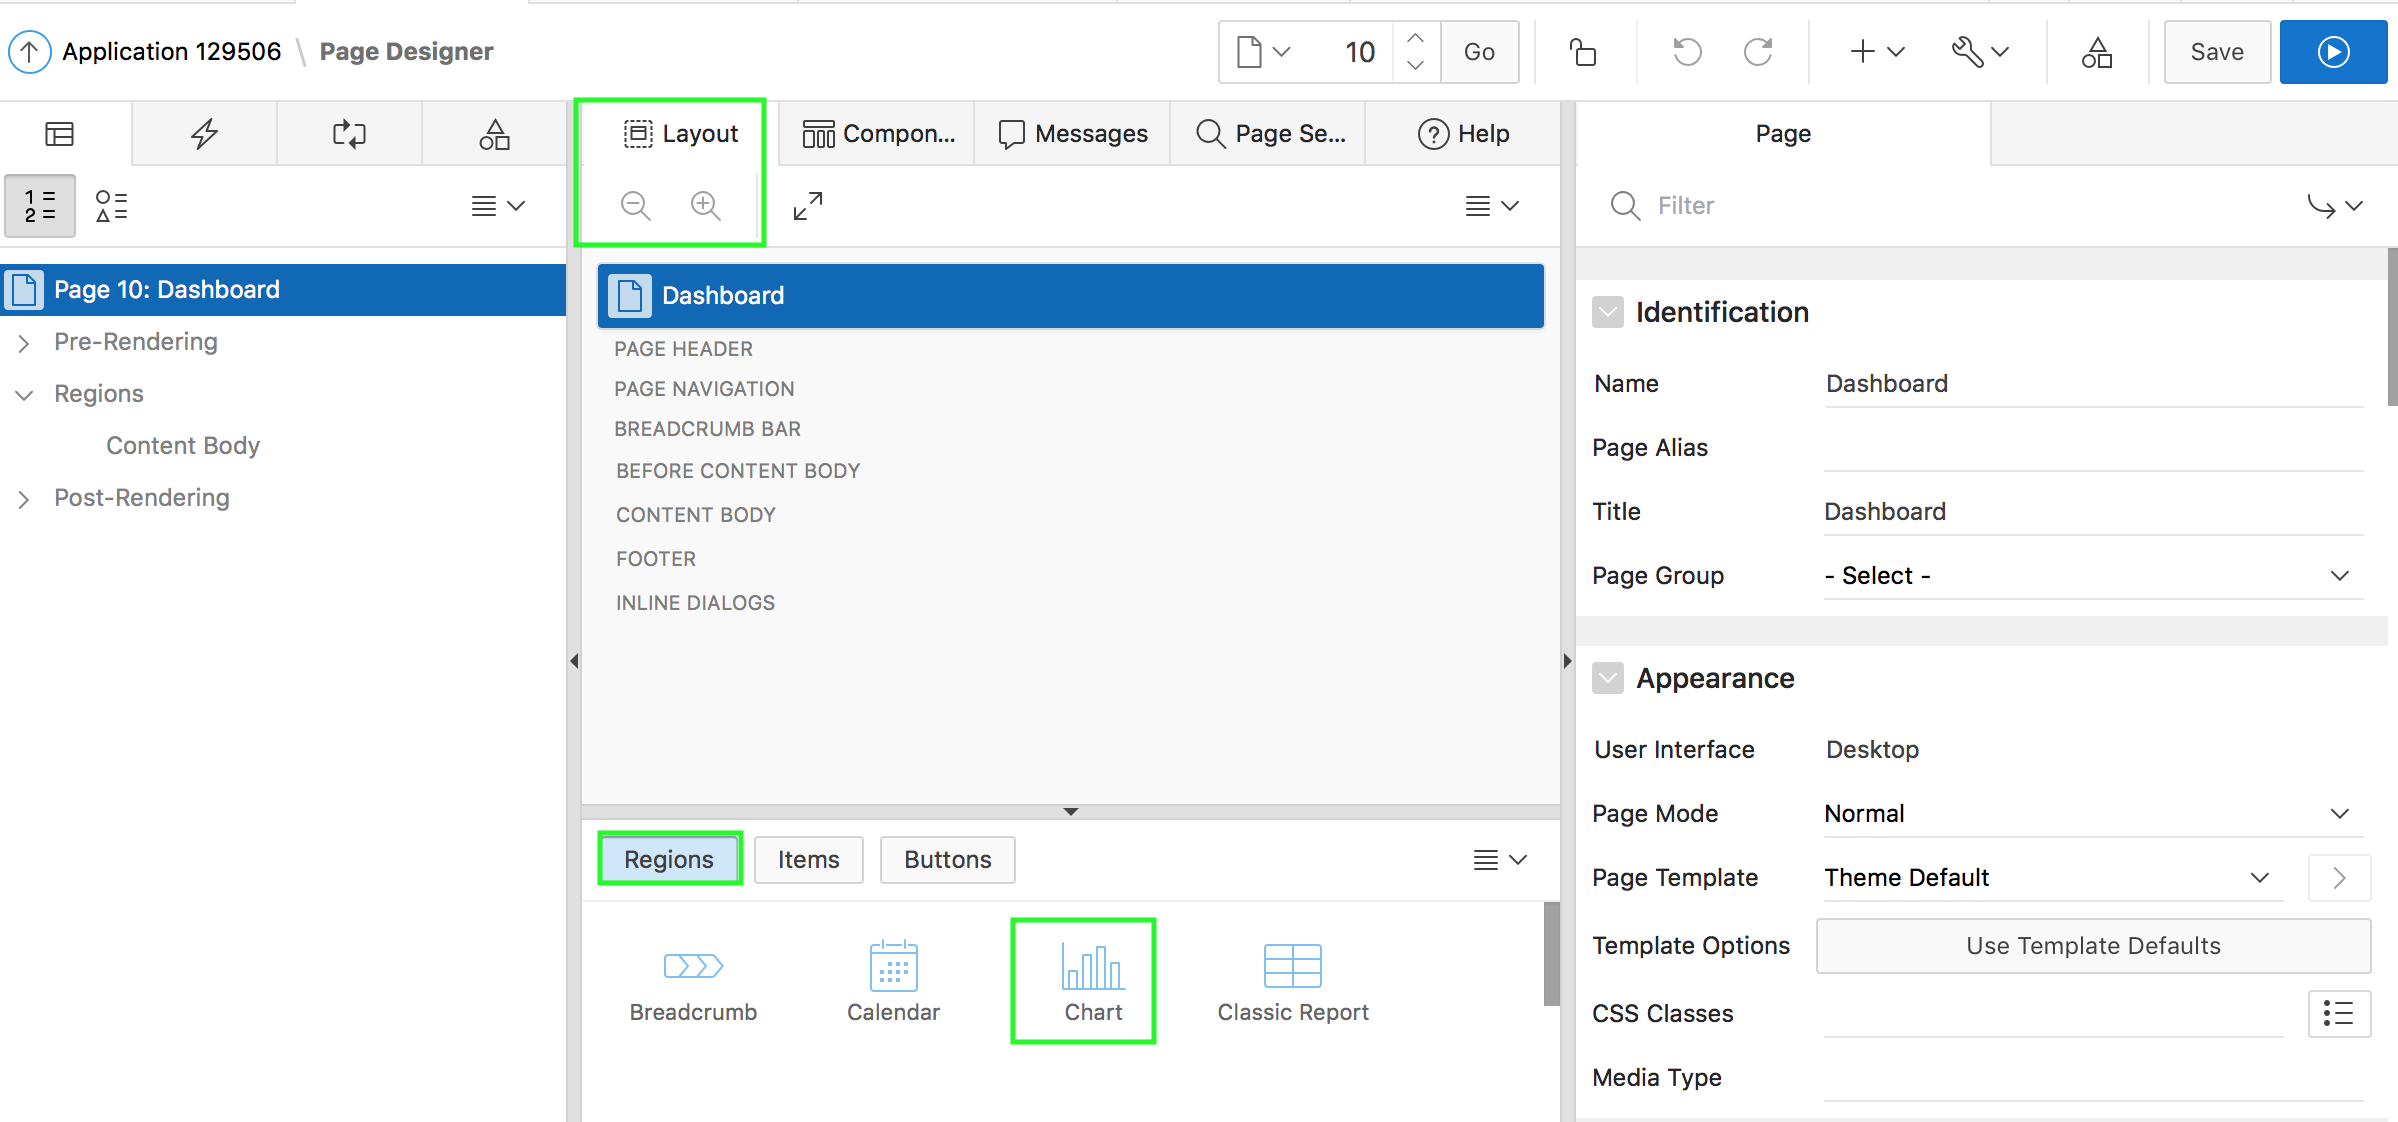 Application 129506 \ Page Designer
10
Go
Save
Layout
Compon...
Messages
Page Se...
Help
Page
1
2
Filter
Page 10: Dashboard
Pre-Rendering
Regions
Content Body
Post-Rendering
Dashboard
PAGE HEADER
PAGE NAVIGATION
BREADCRUMB BAR
BEFORE CONTENT BODY
CONTENT BODY
FOOTER
INLINE DIALOGS
Regions
Items
Buttons
Breadcrumb
Calendar
Chart
Classic Report
Identification
Name Dashboard
Page Alias
Title Dashboard
Page Group - Select -
Appearance
User Interface Desktop
Page Mode Normal
Page Template Theme Default
Template Options Use Template Defaults
CSS Classes
Media Type